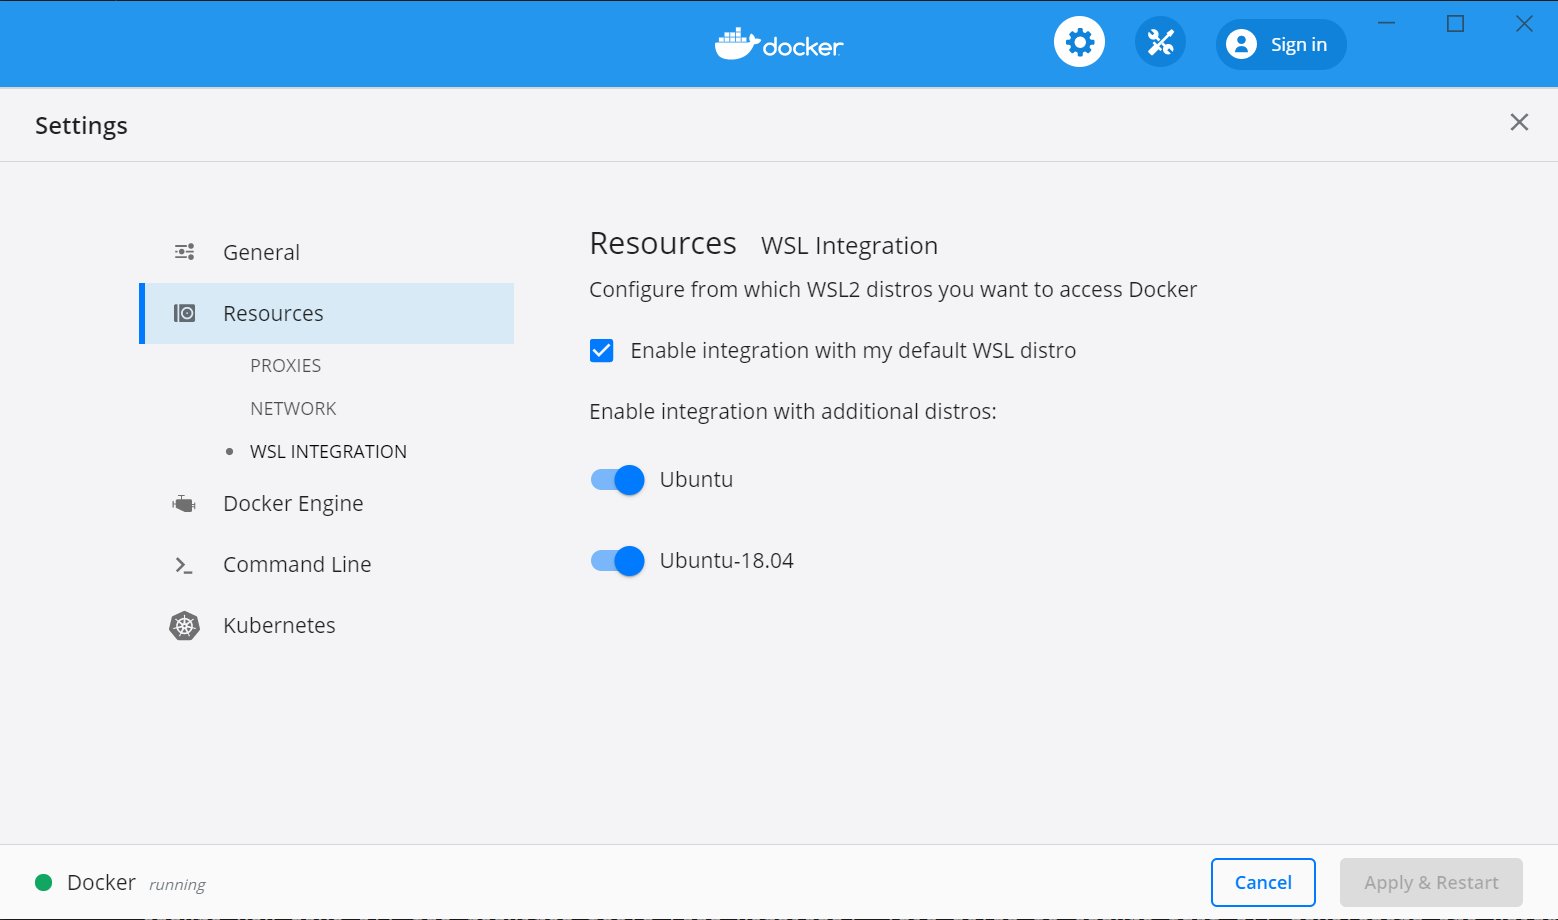 docker
Sign in
Settings
General
Resources
PROXIES
NETWORK
WSL INTEGRATION
Docker Engine
Command Line
Kubernetes
Resources WSL Integration
Configure from which WSL2 distros you want to access Docker
Enable integration with my default WSL distro
Enable integration with additional distros:
Ubuntu
Ubuntu-18.04
Docker running
Cancel
Apply & Restart